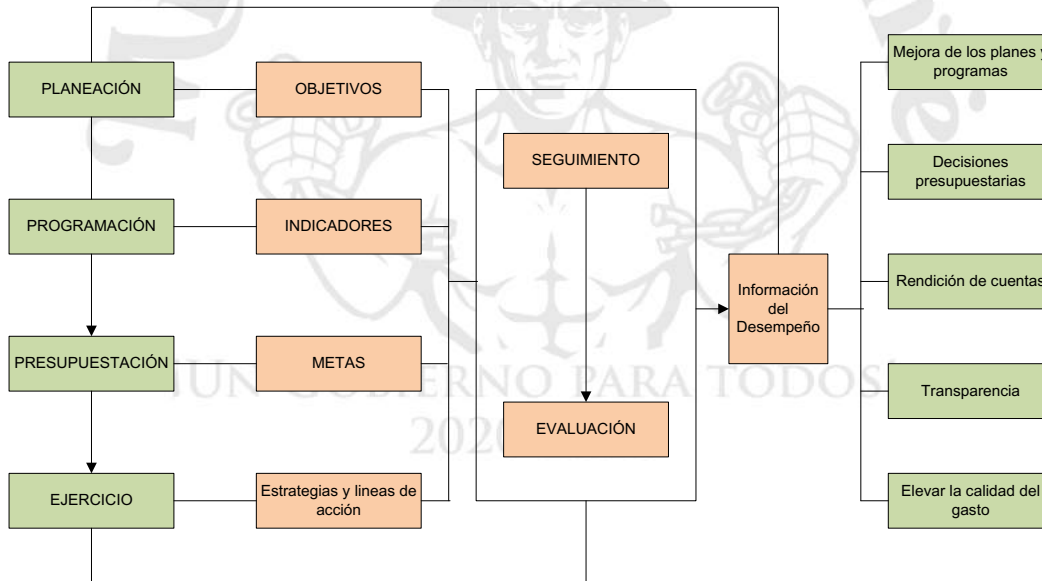 PLANEACIÓN
OBJETIVOS
PROGRAMACIÓN
INDICADORES
PRESUPUESTACIÓN
METAS
EJERCICIO
Estrategias y lineas de
acción
SEGUIMIENTO
EVALUACIÓN
Información
del
Desempeño
Mejora de los planes y
programas
Decisiones
presupuestarias
Rendición de cuentas
Transparencia
Elevar la calidad del
gasto
UN GOBIERNO PARA TODOS